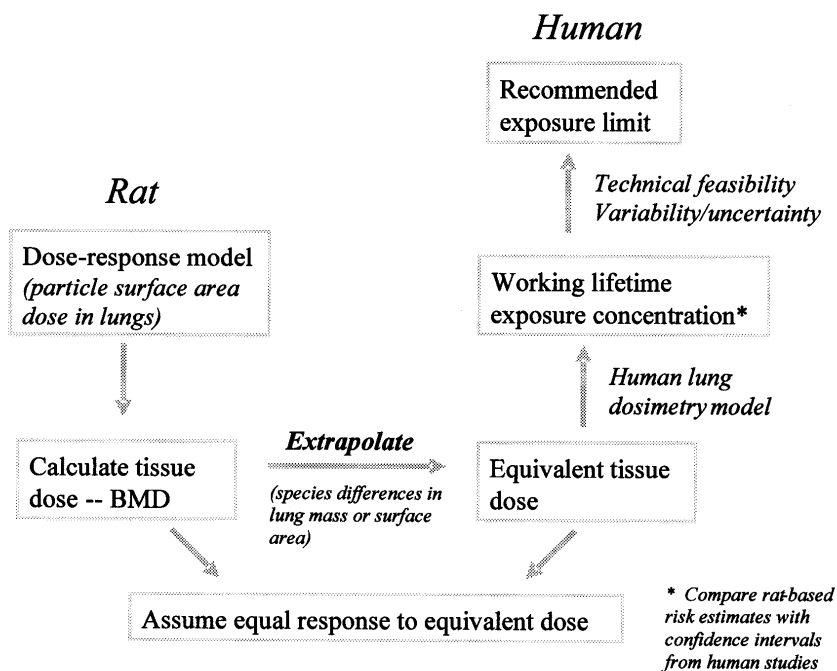 Human
Recommended
exposure limit
Technical feasibility
Variability/uncertainty
Rat
Dose-response model
(particle surface area
dose in lungs)
Working lifetime
exposure concentration*
Human lung
dosimetry model
Calculate tissue
dose -- BMD
Extrapolate
(species differences in
lung mass or surface
area)
Equivalent tissue
dose
Assume equal response to equivalent dose
* Compare rat-based
risk estimates with
confidence intervals
from human studies